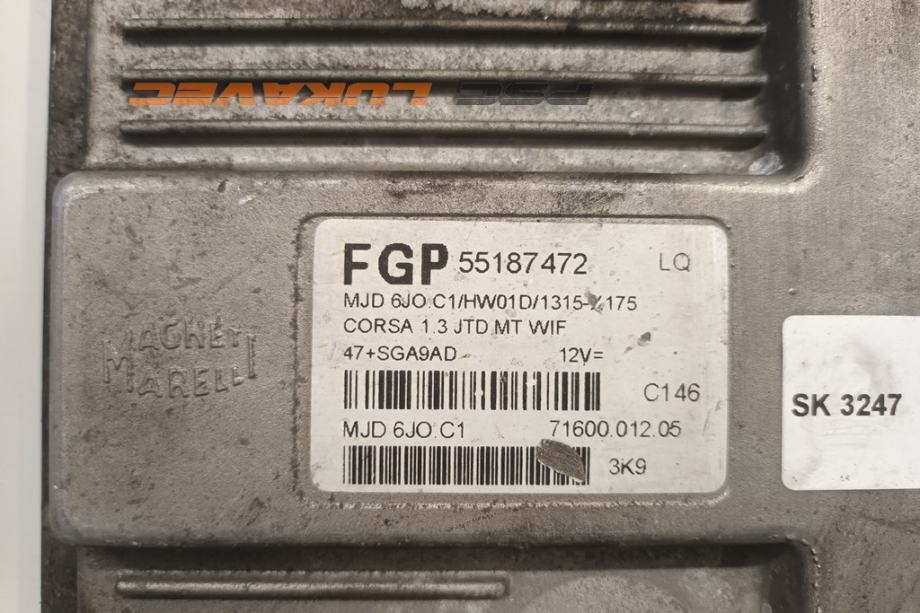 PSC LUKAVEC
FGP 55187472 LQ
MJD 6JO.C1/HW01D/1315-X175
CORSA 1.3 JTD MT WIF
47+SGA9AD 12V=
C146
MJD 6JO.C1 71600.012.05
3K9
MAGNETI
MARELLI
SK 3247